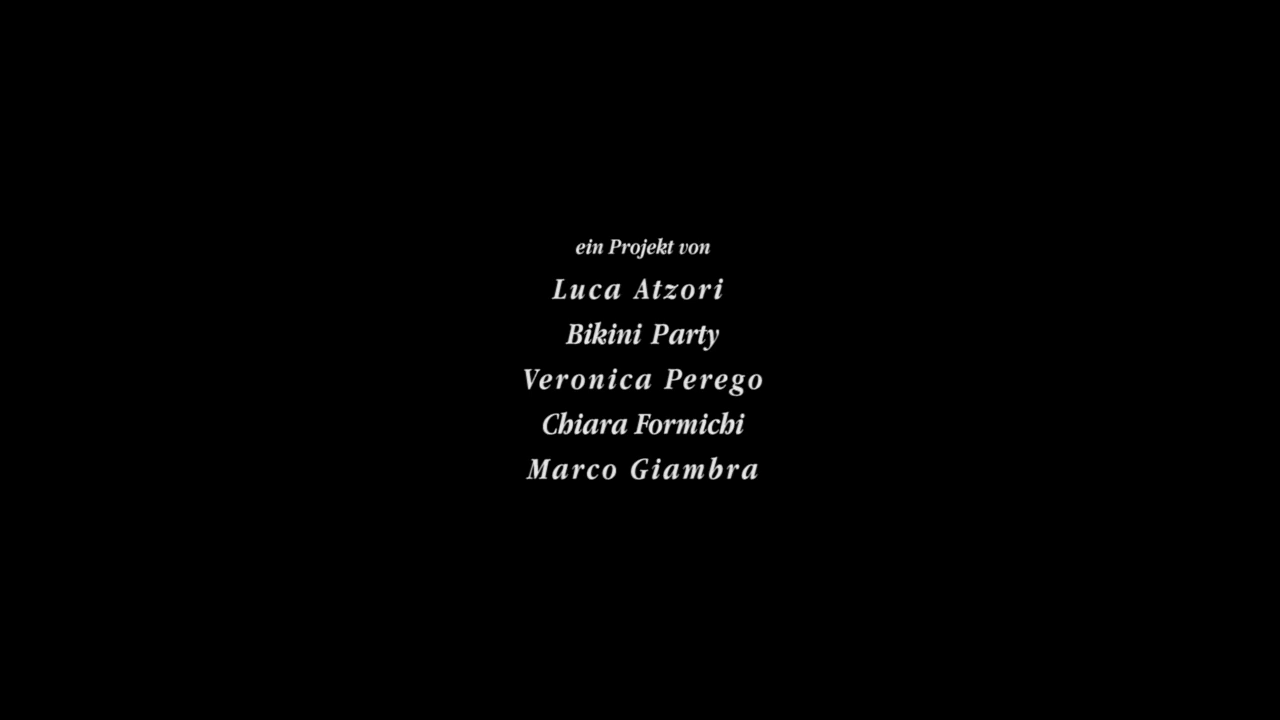 ein Projekt von
Luca Atzori
Bikini Party
Veronica Perego
Chiara Formichi
Marco Giambra